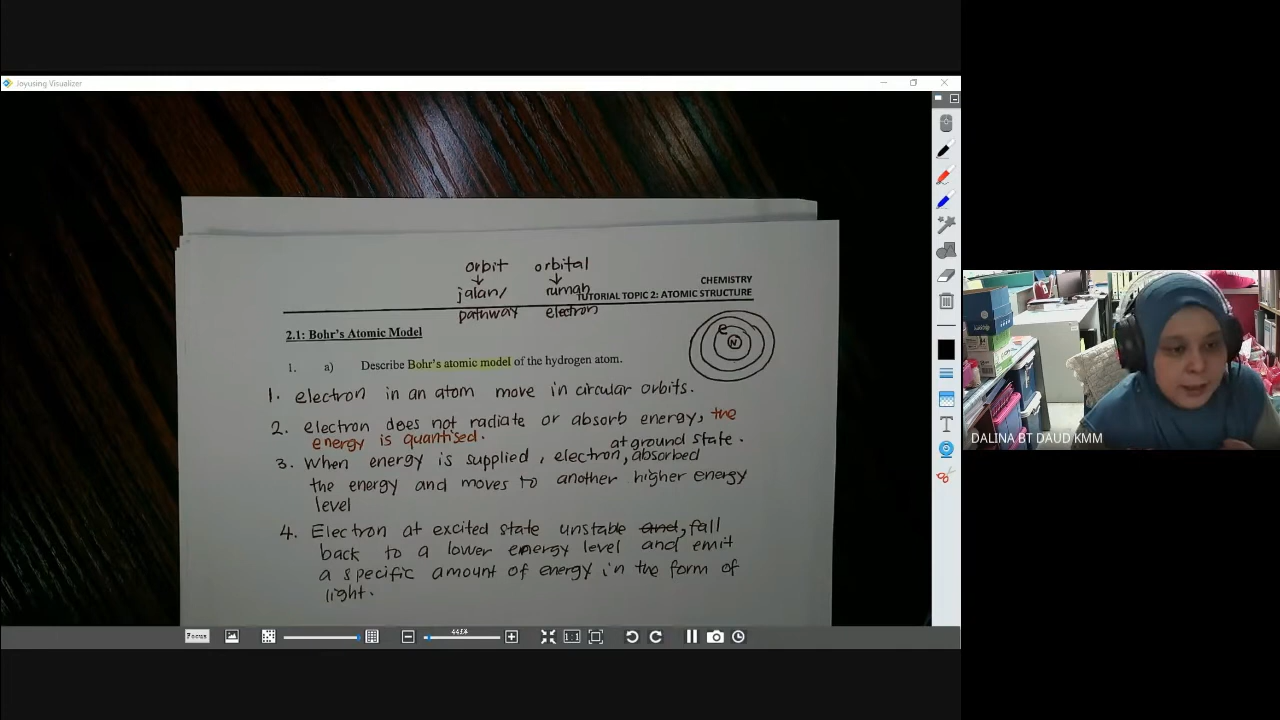 Joyusing Visualizer
orbit orbital
jalan/ rumah
pathway electron
CHEMISTRY
TUTORIAL TOPIC 2: ATOMIC STRUCTURE
2.1: Bohr's Atomic Model
e
N
1. a) Describe Bohr's atomic model of the hydrogen atom.
1. electron in an atom move in circular orbits.
2. electron does not radiate or absorb energy, the
energy is quantised.
at ground state.
3. When energy is supplied, electron, absorbed
the energy and moves to another higher energy
level
4. Electron at excited state unstable and, fall
back to a lower energy level and emit
a specific amount of energy in the form of
light.
Focus
1:1
T
DALINA BT DAUD KMM